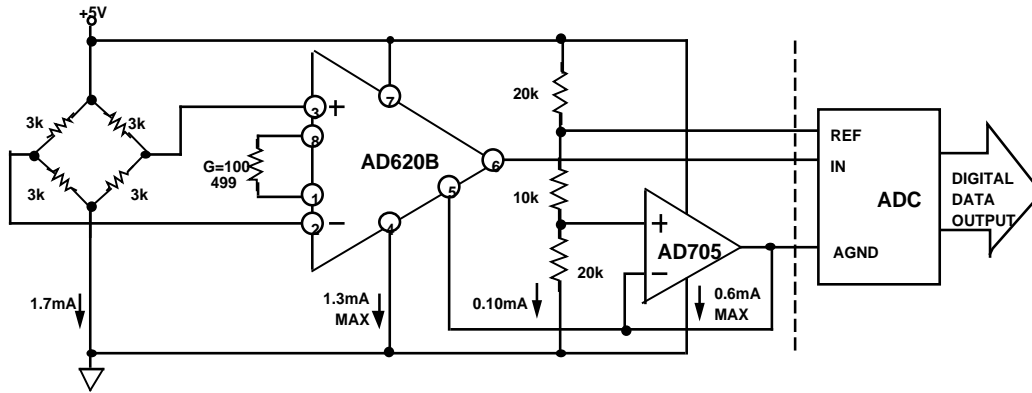 +5V
3k
3k
3k
3k
1.7mA
G=100
499
3
+
8
1
2
−
7
AD620B
6
5
4
1.3mA
MAX
20k
10k
20k
0.10mA
+
AD705
−
0.6mA
MAX
REF
IN
ADC
AGND
DIGITAL
DATA
OUTPUT